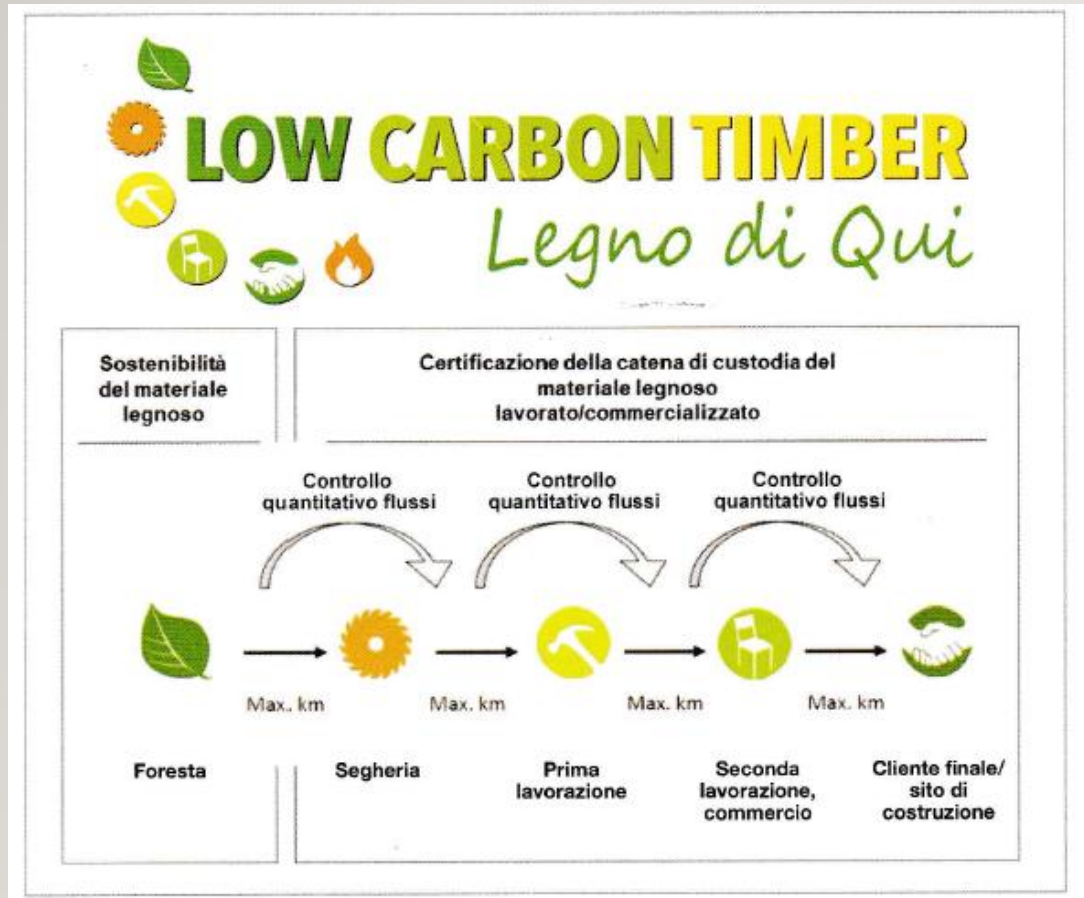 LOW CARBON TIMBER
Legno di Qui
Sostenibilità
del materiale
legnoso
Certificazione della catena di custodia del
materiale legnoso
lavorato/commercializzato
Controllo
quantitativo flussi
Controllo
quantitativo flussi
Controllo
quantitativo flussi
Max. km
Max. km
Max. km
Max. km
Foresta
Segheria
Prima
lavorazione
Seconda
lavorazione,
commercio
Cliente finale/
sito di
costruzione